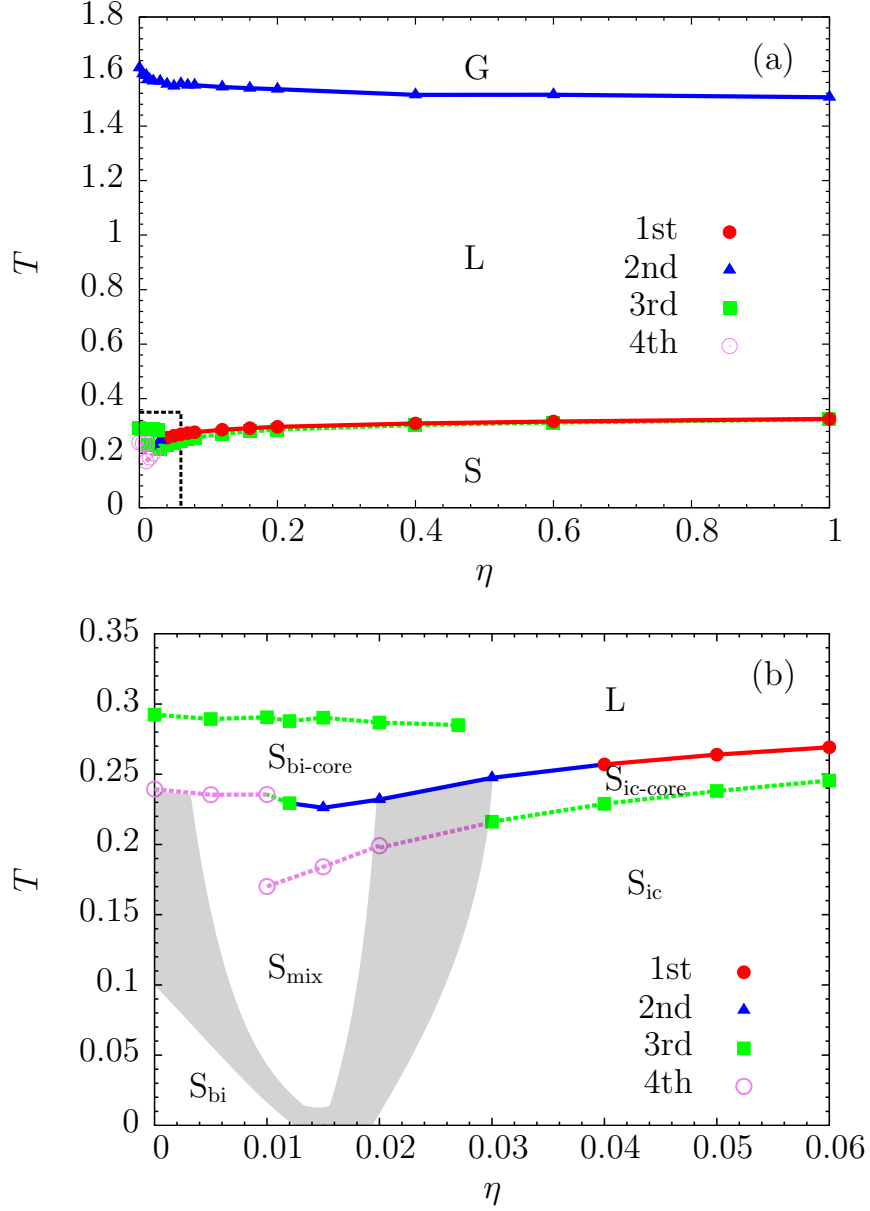 1.8
(a)
G
1.6
1.4
1.2
1
1st
L
T
2nd
0.8
3rd
0.6
4th
0.4
0.2
S
0
0 0.2 0.4 0.6 0.8 1
η
0.35
(b)
L
0.3
S_bi-core
0.25
S_ic-core
0.2
T
S_ic
0.15
S_mix
1st
0.1
2nd
0.05
3rd
S_bi
4th
0
0 0.01 0.02 0.03 0.04 0.05 0.06
η